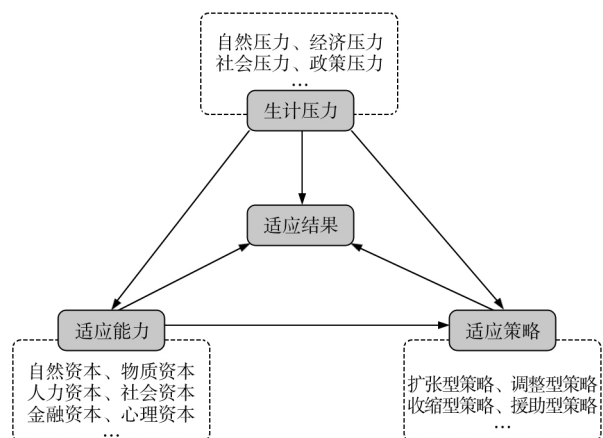 自然压力、经济压力
社会压力、政策压力
…
生计压力
适应结果
适应能力
自然资本、物质资本
人力资本、社会资本
金融资本、心理资本
…
适应策略
扩张型策略、调整型策略
收缩型策略、援助型策略
…